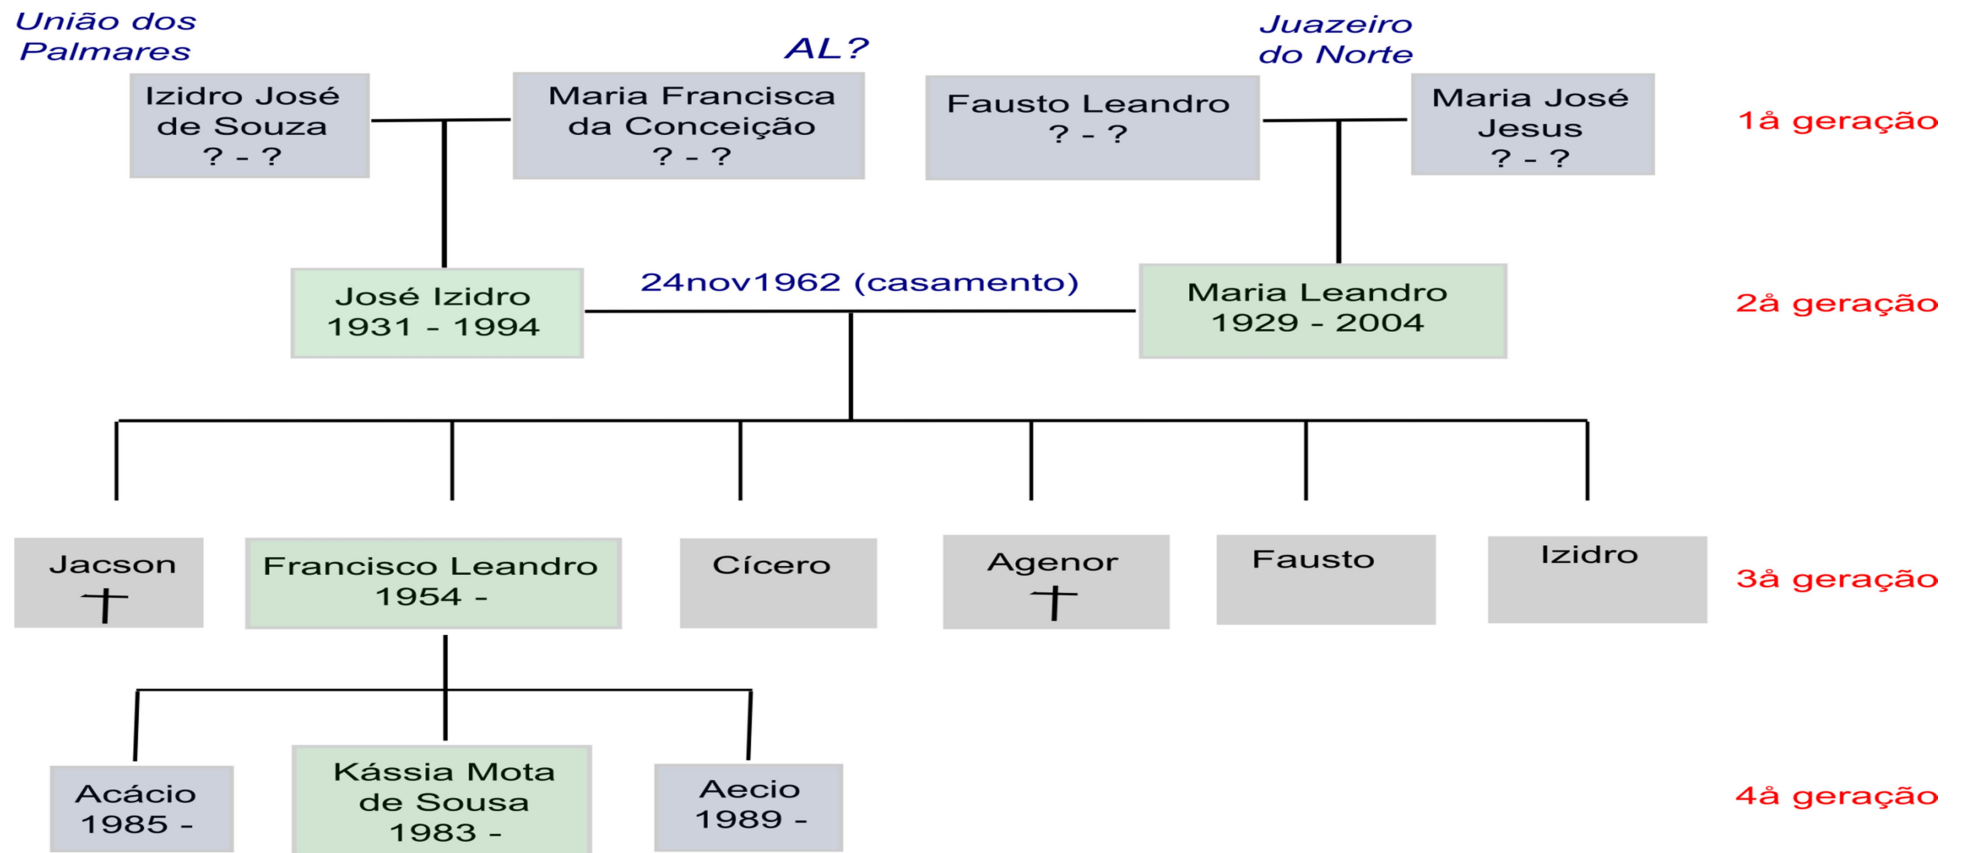 União dos
Palmares
AL?
Juazeiro
do Norte
Izidro José
de Souza
? - ?
Maria Francisca
da Conceição
? - ?
Fausto Leandro
? - ?
Maria José
Jesus
? - ?
1å geração
José Izidro
1931 - 1994
24nov1962 (casamento)
Maria Leandro
1929 - 2004
2å geração
Jacson
Francisco Leandro
1954 -
Cícero
Agenor
Fausto
Izidro
3å geração
Acácio
1985 -
Kássia Mota
de Sousa
1983 -
Aecio
1989 -
4å geração